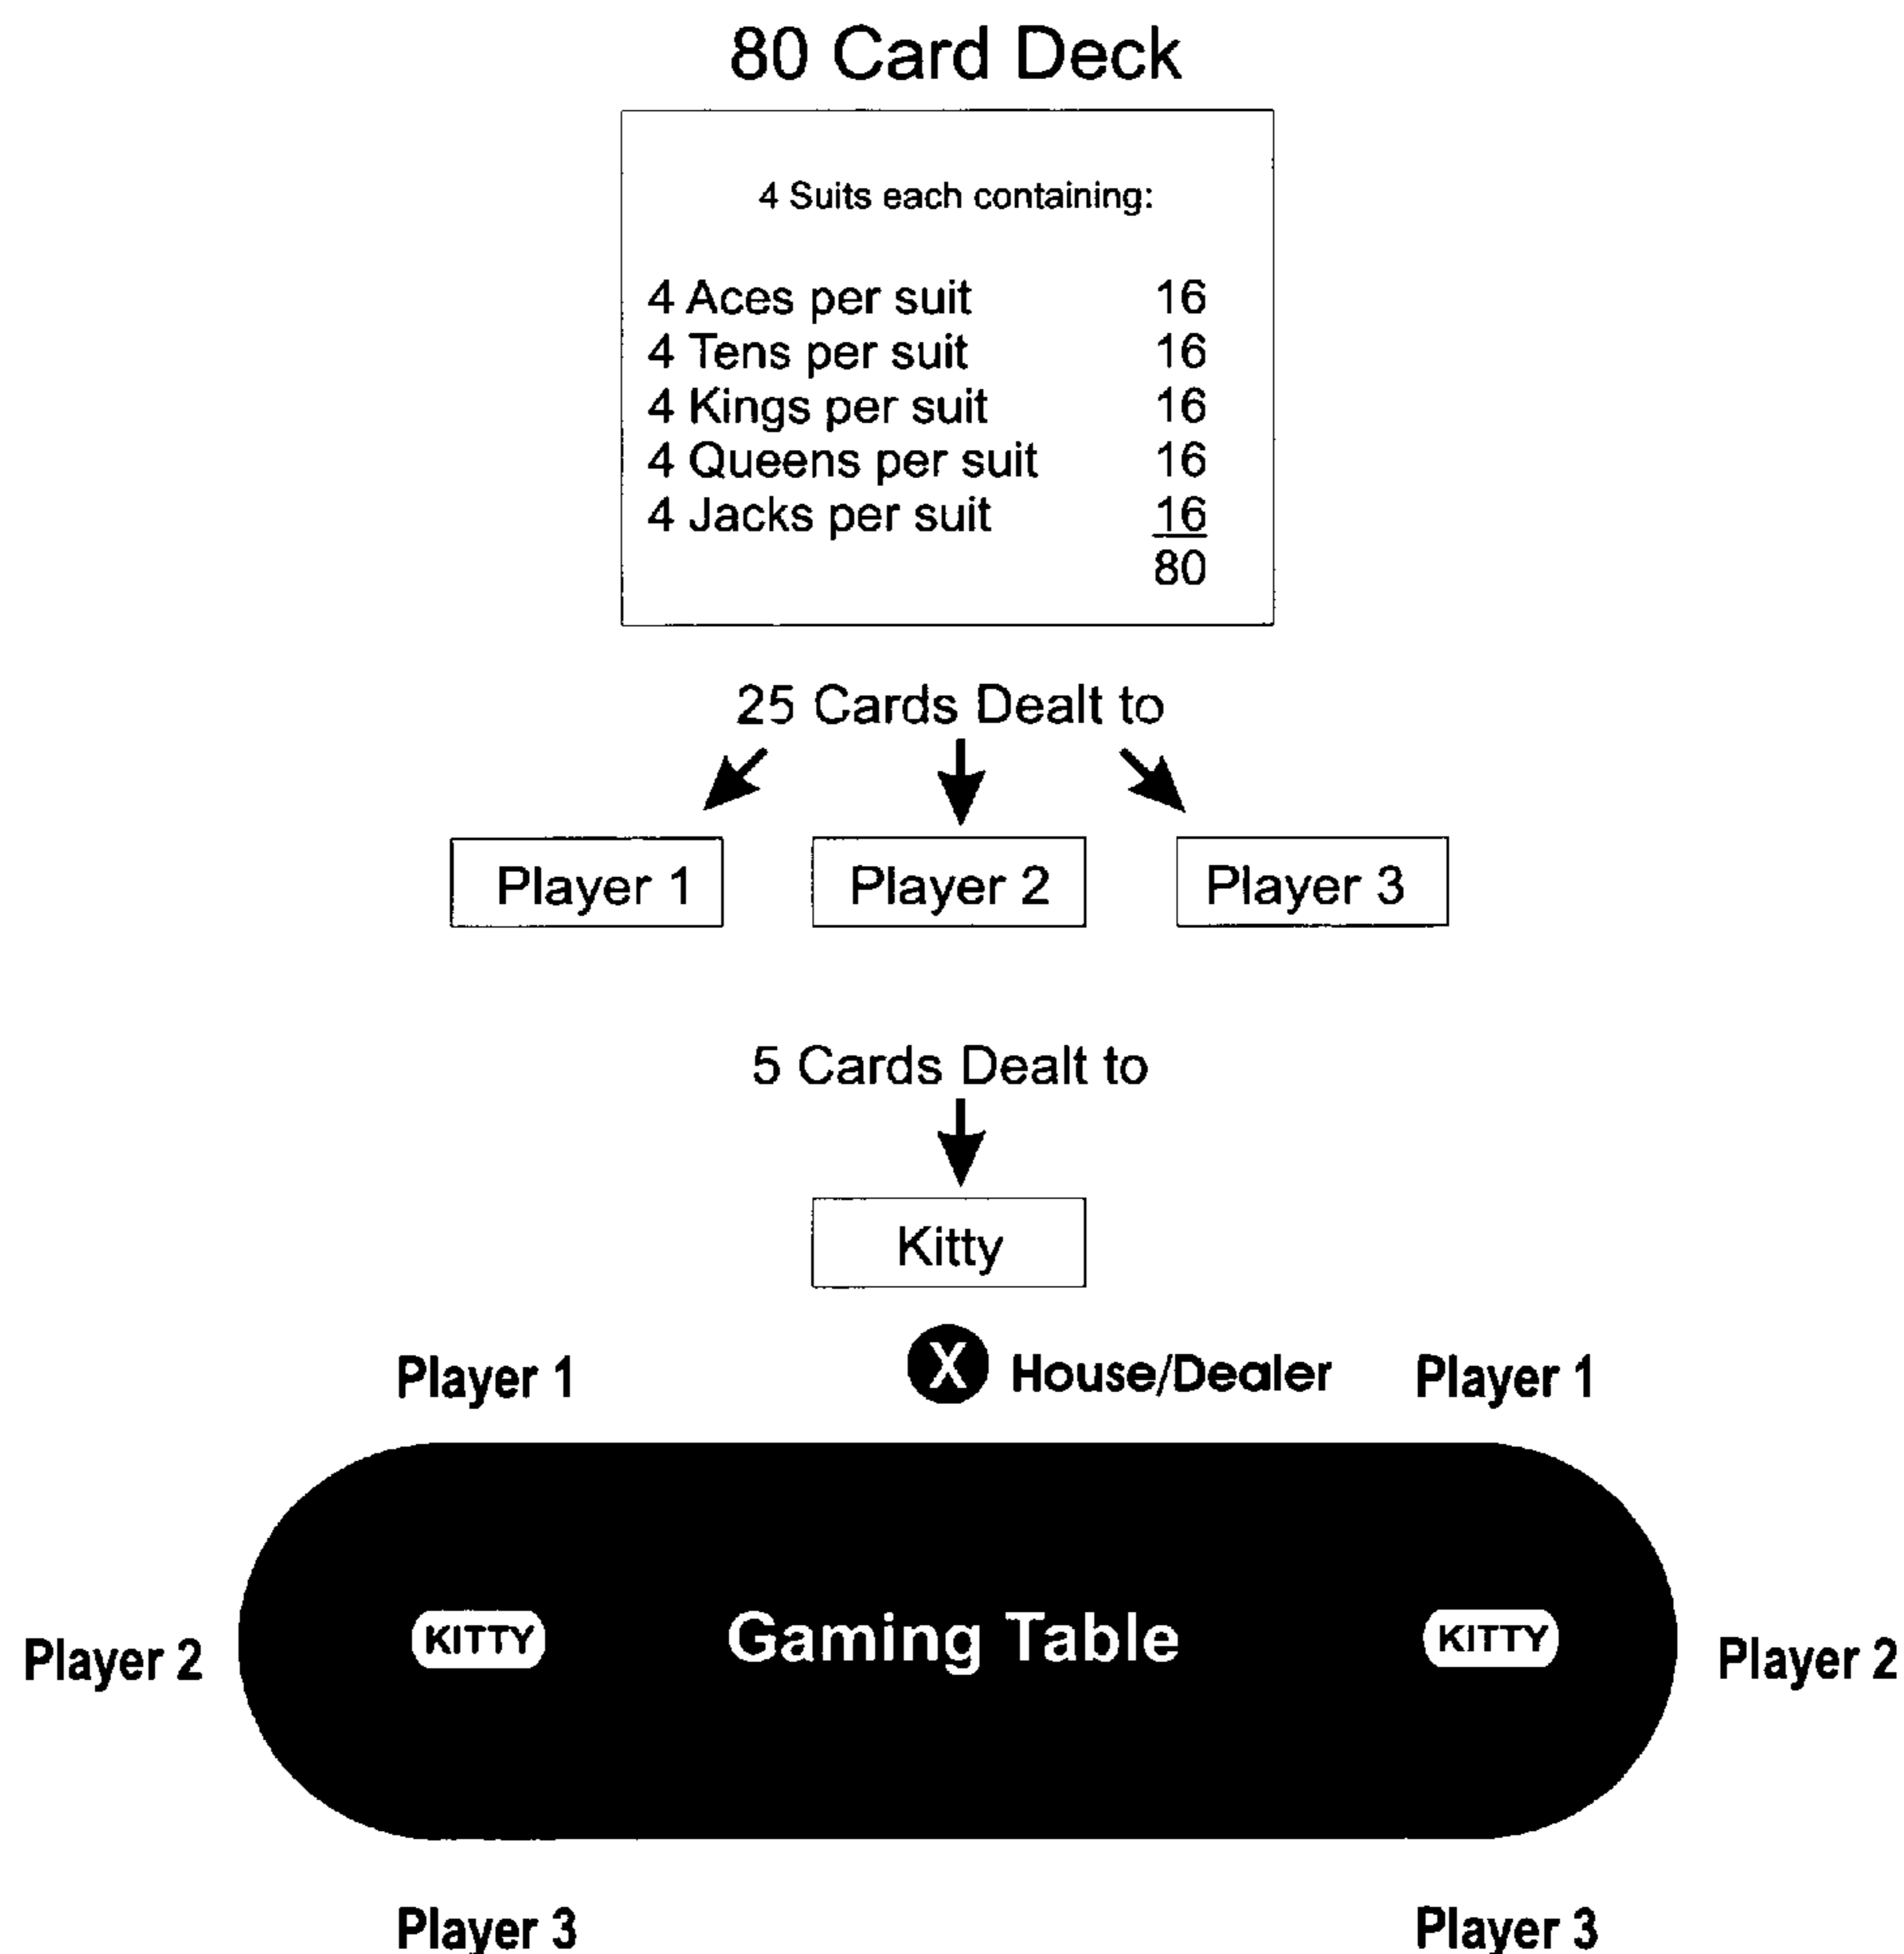 80 Card Deck
4 Suits each containing:
4 Aces per suit 16
4 Tens per suit 16
4 Kings per suit 16
4 Queens per suit 16
4 Jacks per suit 16
80
25 Cards Dealt to
Player 1 Player 2 Player 3
5 Cards Dealt to
Kitty
Player 1 X House/Dealer Player 1
Player 2 KITTY Gaming Table KITTY Player 2
Player 3 Player 3